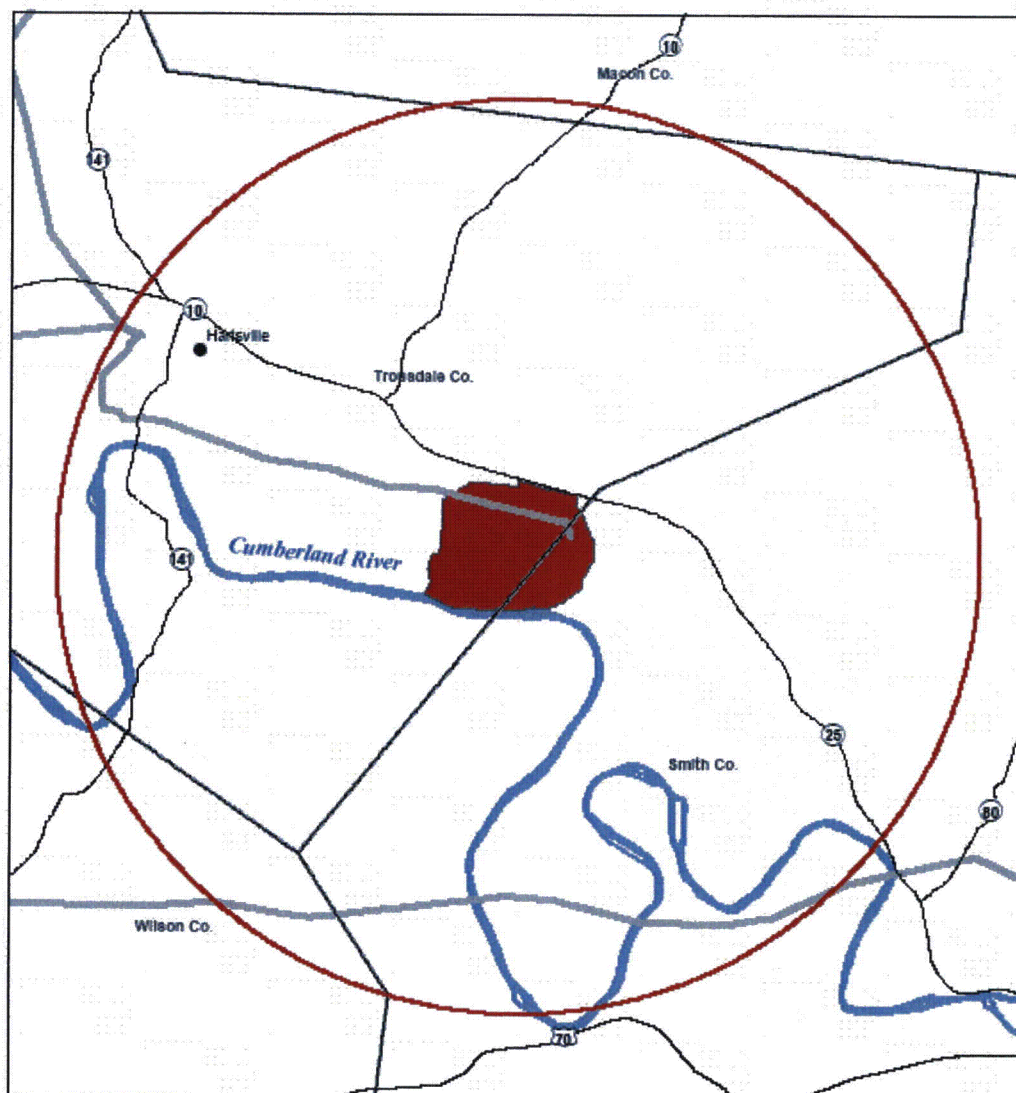 10
Macon Co.
141
10
Hartsville
Trousdale Co.
Cumberland River
141
25
Smith Co.
80
Wilson Co.
70